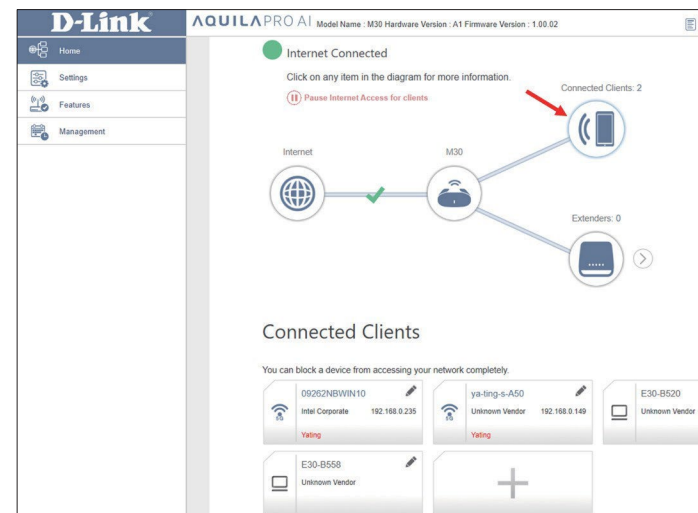 D-Link
AQUILA PRO AI Model Name : M30 Hardware Version : A1 Firmware Version : 1.00.02
Home
Settings
Features
Management
Internet Connected
Click on any item in the diagram for more information.
Pause Internet Access for clients
Connected Clients: 2
Internet
M30
Extenders: 0
Connected Clients
You can block a device from accessing your network completely.
09262NBWIN10
Intel Corporate 192.168.0.235
Yating
ya-ting-s-A50
Unknown Vendor 192.168.0.149
Yating
E30-B520
Unknown Vendor
E30-B558
Unknown Vendor